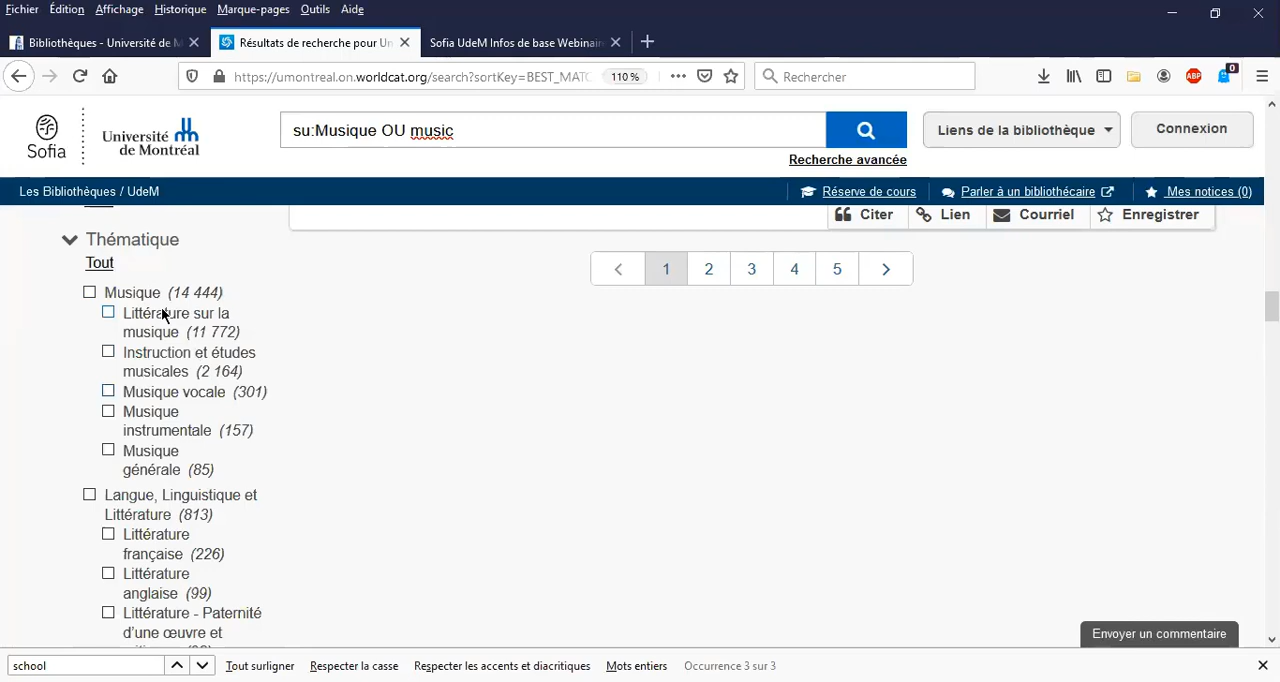 Fichier Édition Affichage Historique Marque-pages Outils Aide
Bibliothèques - Université de M
Résultats de recherche pour Un
Sofia UdeM Infos de base Webinair
https://umontreal.on.worldcat.org/search?sortKey=BEST_MATC 110 % Rechercher ABP 0
Sofia
Université de Montréal
su:Musique OU music
Liens de la bibliothèque
Connexion
Recherche avancée
Les Bibliothèques / UdeM Réserve de cours Parler à un bibliothécaire Mes notices (0)
Citer Lien Courriel Enregistrer
Thématique
Tout
Musique (14 444)
Littérature sur la
musique (11 772)
Instruction et études
musicales (2 164)
Musique vocale (301)
Musique
instrumentale (157)
Musique
générale (85)
Langue, Linguistique et
Littérature (813)
Littérature
française (226)
Littérature
anglaise (99)
Littérature - Paternité
d'une œuvre et
< 1 2 3 4 5 >
Envoyer un commentaire
school Tout surligner Respecter la casse Respecter les accents et diacritiques Mots entiers Occurrence 3 sur 3